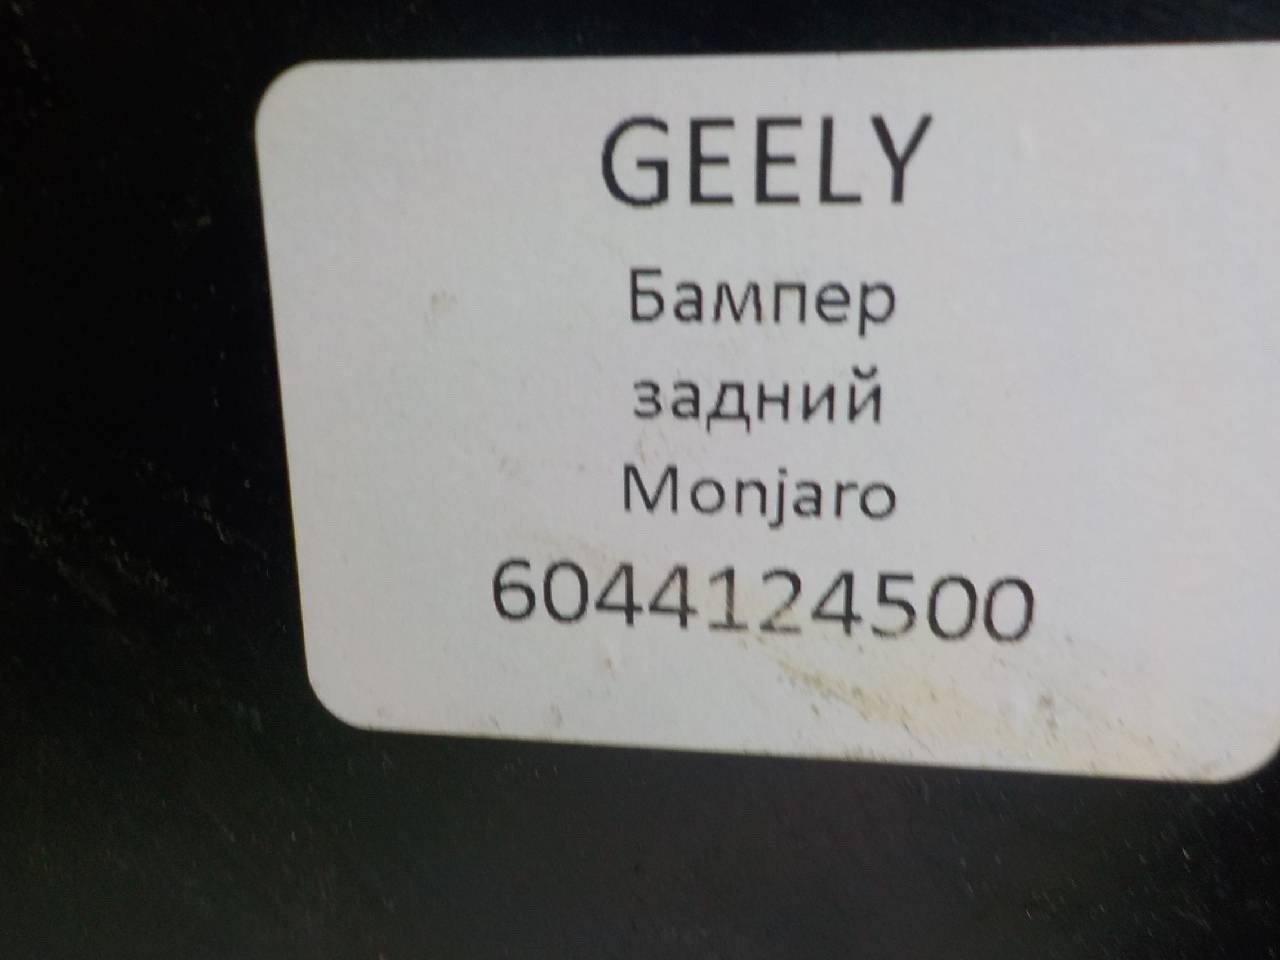 GEELY
Бампер
задний
Monjaro
6044124500